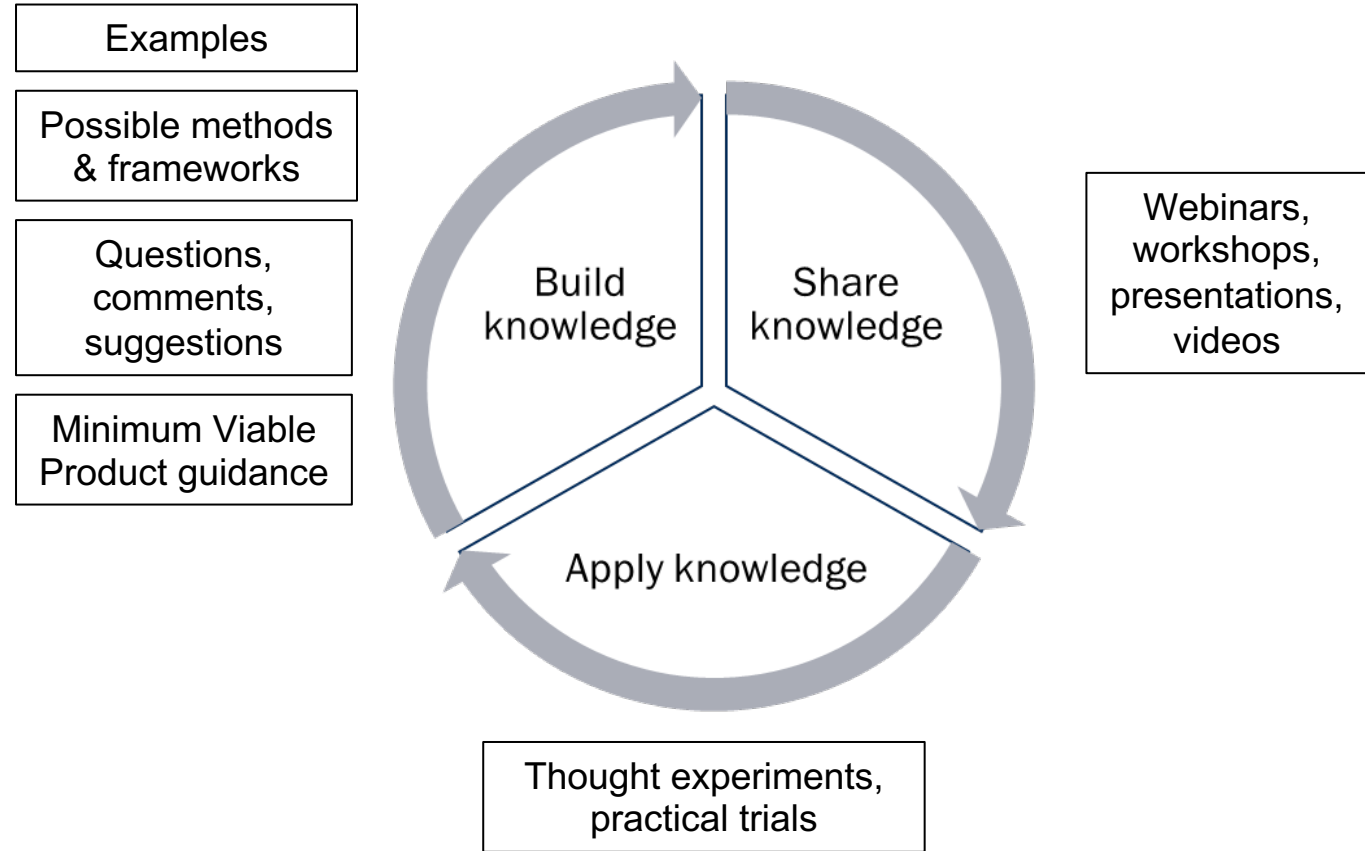 Examples
Possible methods
& frameworks
Questions,
comments,
suggestions
Minimum Viable
Product guidance
Build
knowledge
Share
knowledge
Apply knowledge
Webinars,
workshops,
presentations,
videos
Thought experiments,
practical trials